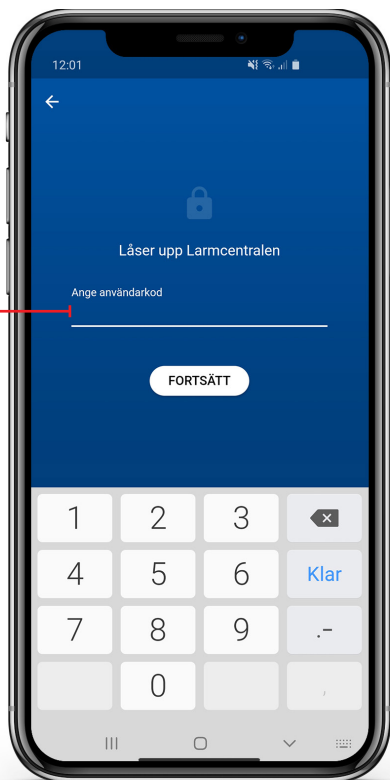 12:01
Låser upp Larmcentralen
Ange användarkod
FORTSÄTT
1 2 3
4 5 6 Klar
7 8 9 .-
0 ,